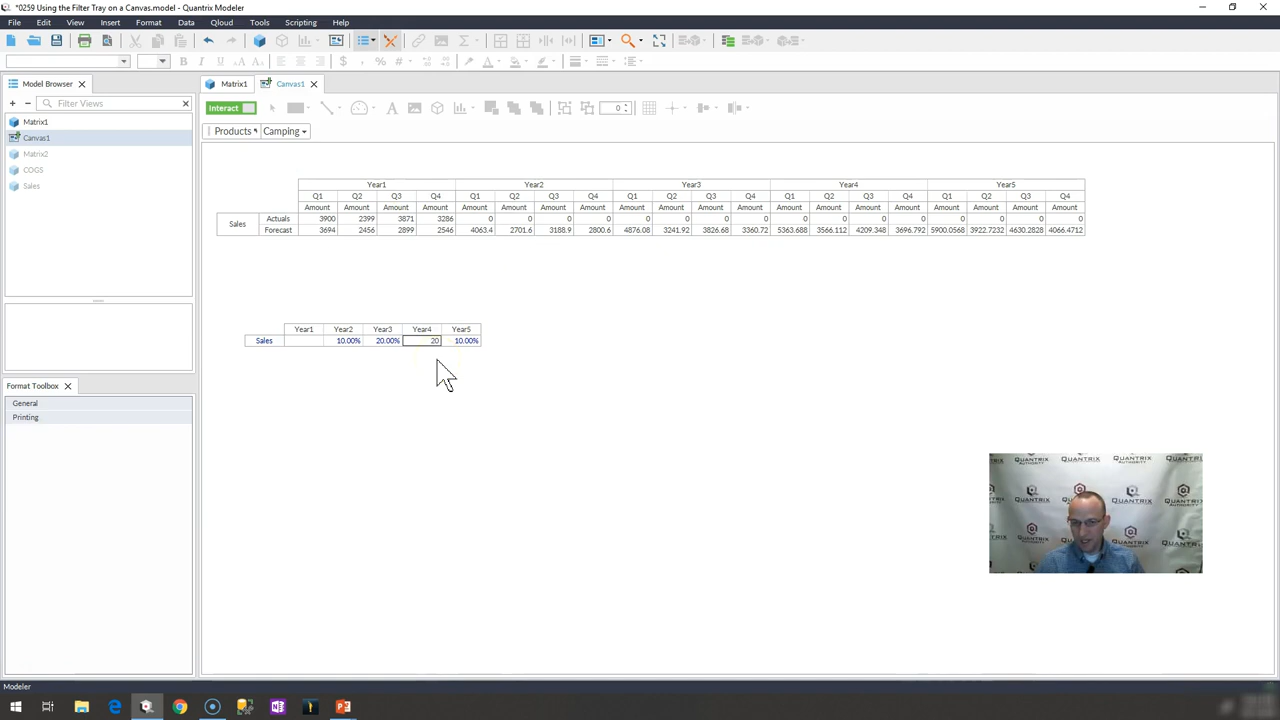 *0259 Using the Filter Tray on a Canvas.model - Quantrix Modeler
File Edit View Insert Format Data Qloud Tools Scripting Help
Model Browser
Matrix1 Canvas1
Filter Views
Interact
0
Matrix1
Canvas1
Matrix2
COGS
Sales
Products Camping
Year1 Year2 Year3 Year4 Year5
Q1 Q2 Q3 Q4 Q1 Q2 Q3 Q4 Q1 Q2 Q3 Q4 Q1 Q2 Q3 Q4 Q1 Q2 Q3 Q4
Amount Amount Amount Amount Amount Amount Amount Amount Amount Amount Amount Amount Amount Amount Amount Amount Amount Amount Amount Amount
Sales Actuals 3900 2399 3871 3286 0 0 0 0 0 0 0 0 0 0 0 0 0 0 0 0
Forecast 3694 2456 2899 2546 4063.4 2701.6 3188.9 2800.6 4876.08 3241.92 3826.68 3360.72 5363.688 3566.112 4209.348 3696.792 5900.0568 3922.7232 4630.2828 4066.4712
Year1 Year2 Year3 Year4 Year5
Sales 10.00% 20.00% 20 10.00%
Format Toolbox
General
Printing
QUANTRIX
AUTHORITY
Modeler